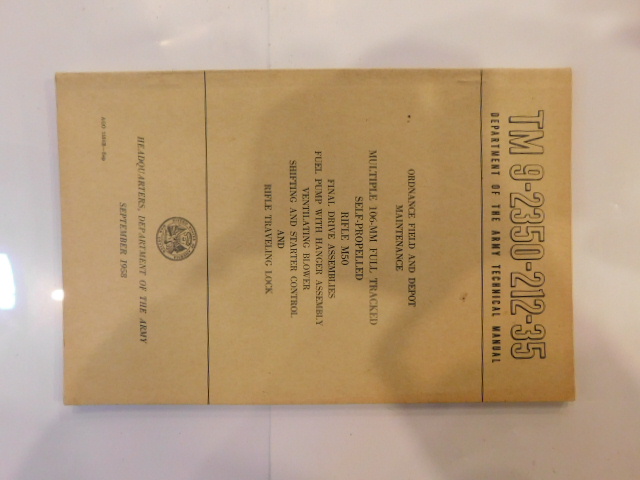 TM 9-2350-212-35
DEPARTMENT OF THE ARMY TECHNICAL MANUAL
ORDNANCE FIELD AND DEPOT
MAINTENANCE
MULTIPLE 106-MM FULL TRACKED
SELF-PROPELLED
RIFLE M50
FINAL DRIVE ASSEMBLIES
FUEL PUMP WITH HANGER ASSEMBLY
VENTILATING BLOWER
SHIFTING AND STARTER CONTROL
AND
RIFLE TRAVELING LOCK
HEADQUARTERS, DEPARTMENT OF THE ARMY
SEPTEMBER 1958